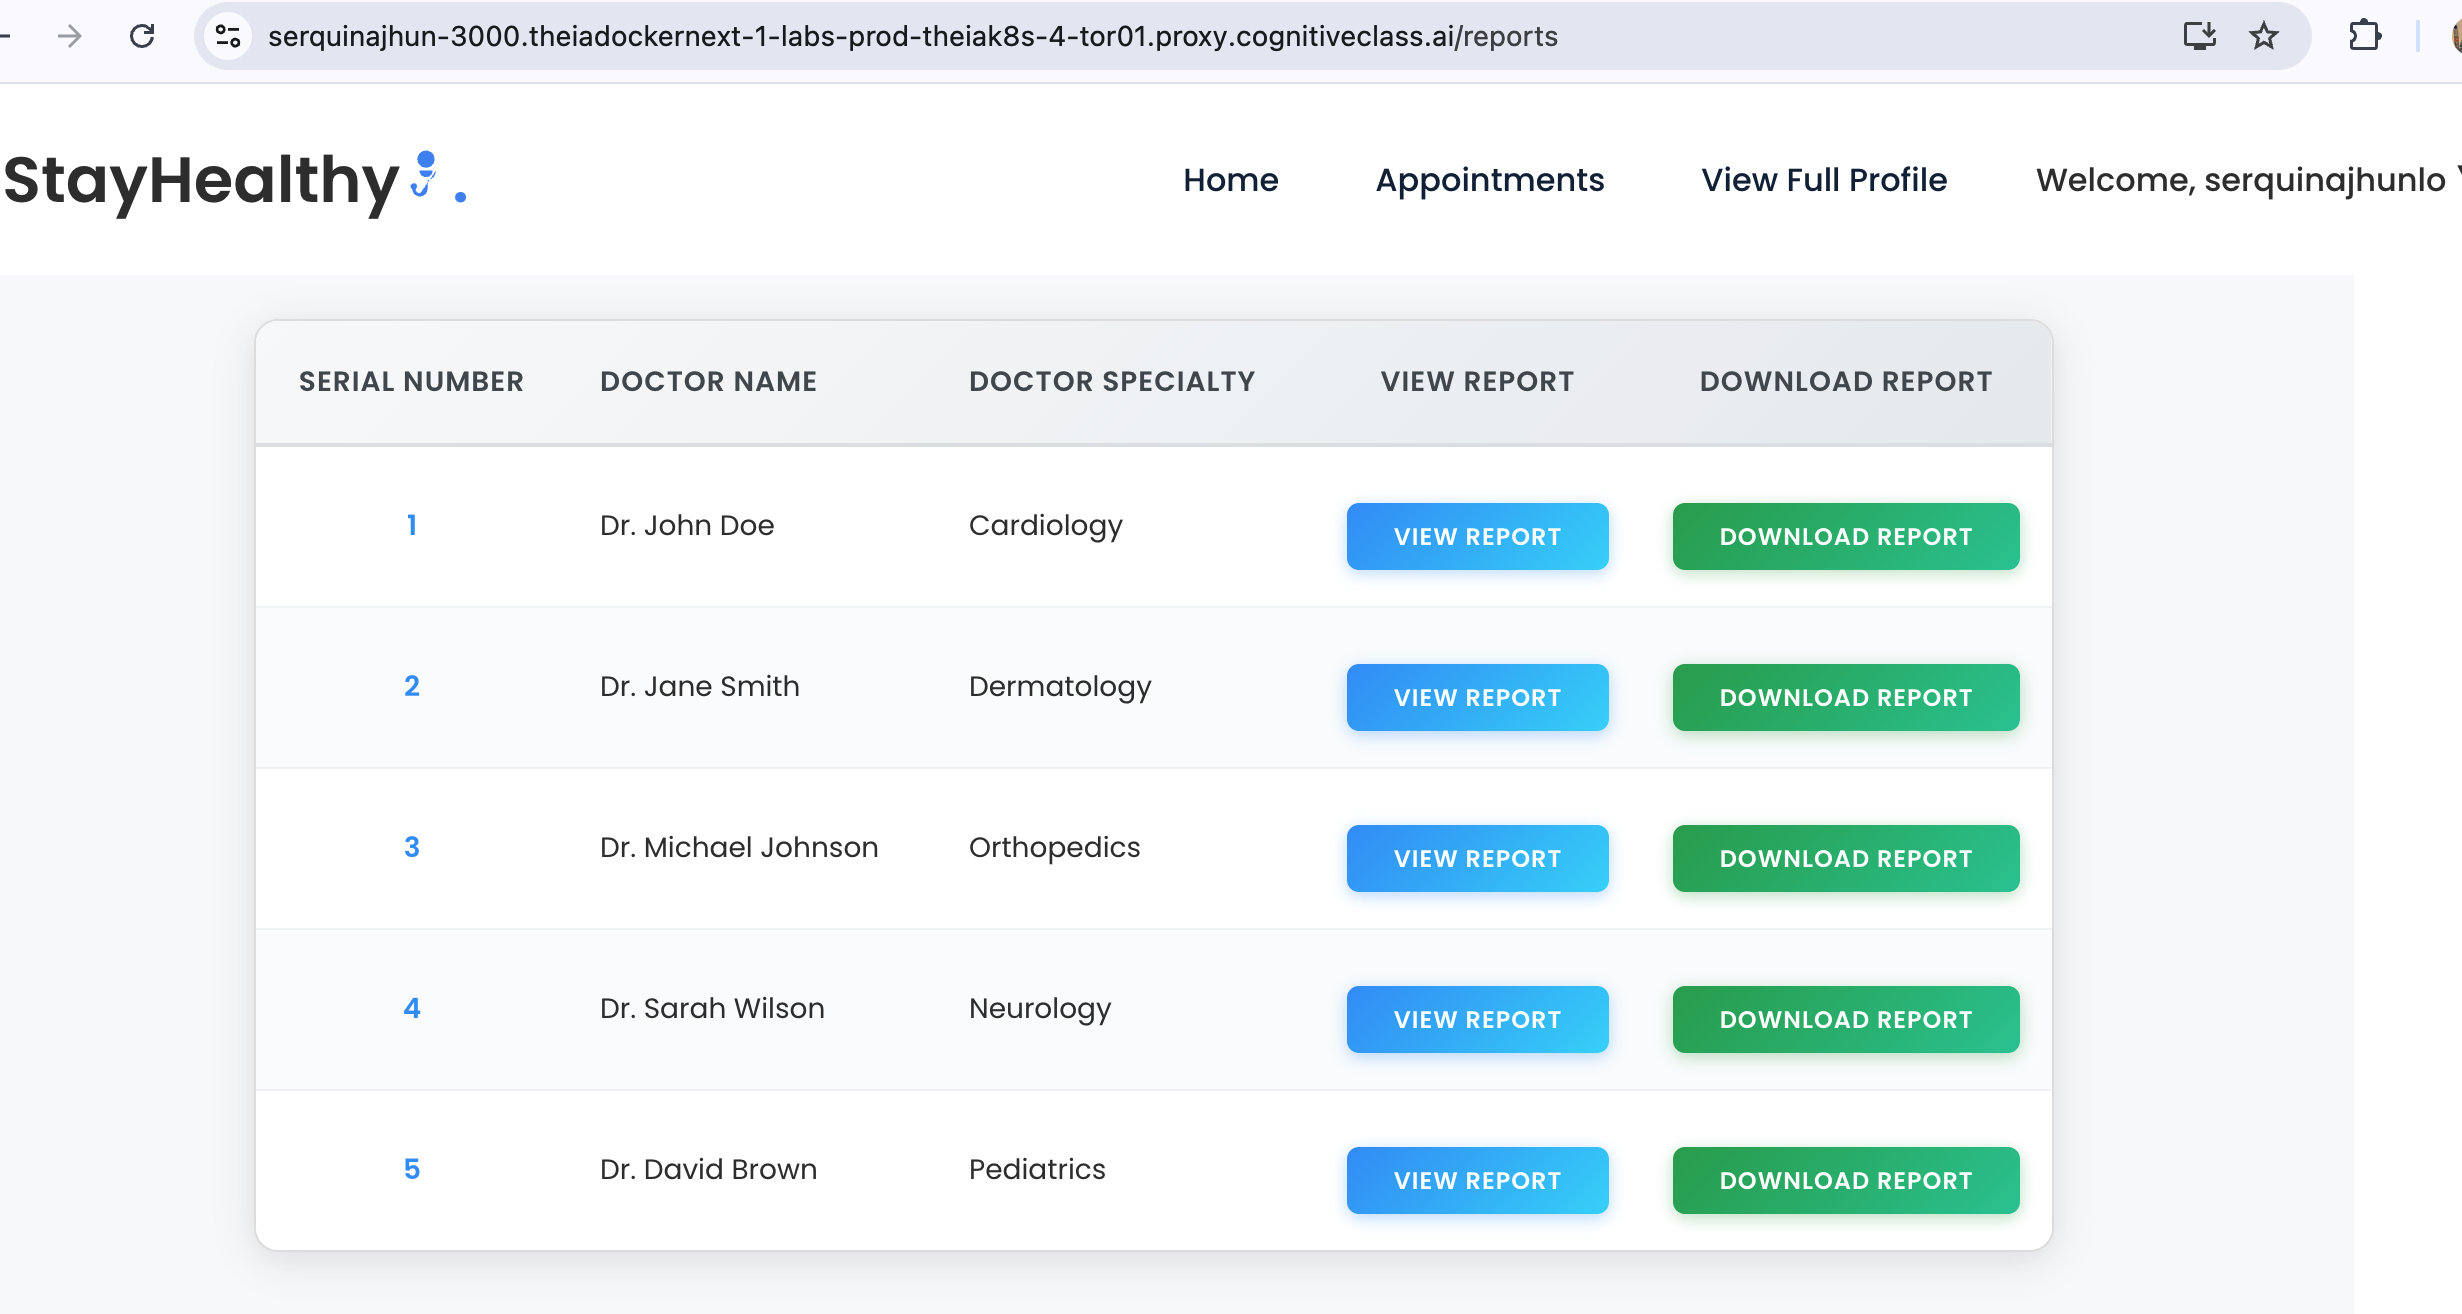 serquinajhun-3000.theiadockernext-1-labs-prod-theiak8s-4-tor01.proxy.cognitiveclass.ai/reports
StayHealthy .
Home Appointments View Full Profile Welcome, serquinajhunlo
SERIAL NUMBER DOCTOR NAME DOCTOR SPECIALTY VIEW REPORT DOWNLOAD REPORT
1 Dr. John Doe Cardiology VIEW REPORT DOWNLOAD REPORT
2 Dr. Jane Smith Dermatology VIEW REPORT DOWNLOAD REPORT
3 Dr. Michael Johnson Orthopedics VIEW REPORT DOWNLOAD REPORT
4 Dr. Sarah Wilson Neurology VIEW REPORT DOWNLOAD REPORT
5 Dr. David Brown Pediatrics VIEW REPORT DOWNLOAD REPORT